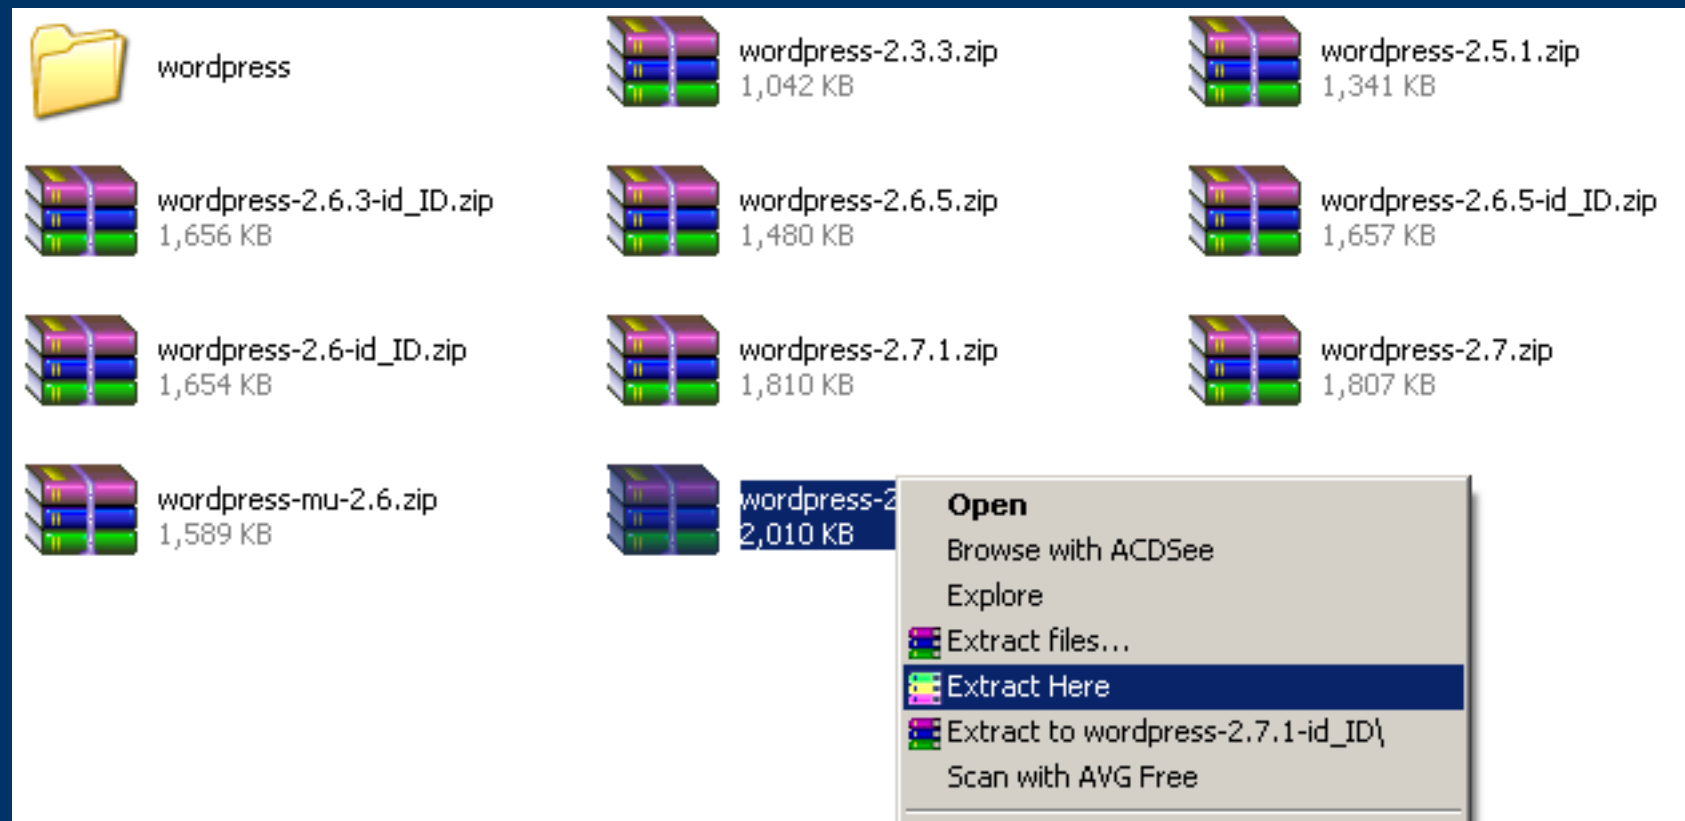 wordpress
wordpress-2.3.3.zip
1,042 KB
wordpress-2.5.1.zip
1,341 KB
wordpress-2.6.3-id_ID.zip
1,656 KB
wordpress-2.6.5.zip
1,480 KB
wordpress-2.6.5-id_ID.zip
1,657 KB
wordpress-2.6-id_ID.zip
1,654 KB
wordpress-2.7.1.zip
1,810 KB
wordpress-2.7.zip
1,807 KB
wordpress-mu-2.6.zip
1,589 KB
wordpress-2
2,010 KB
Open
Browse with ACDSee
Explore
Extract files...
Extract Here
Extract to wordpress-2.7.1-id_ID\
Scan with AVG Free